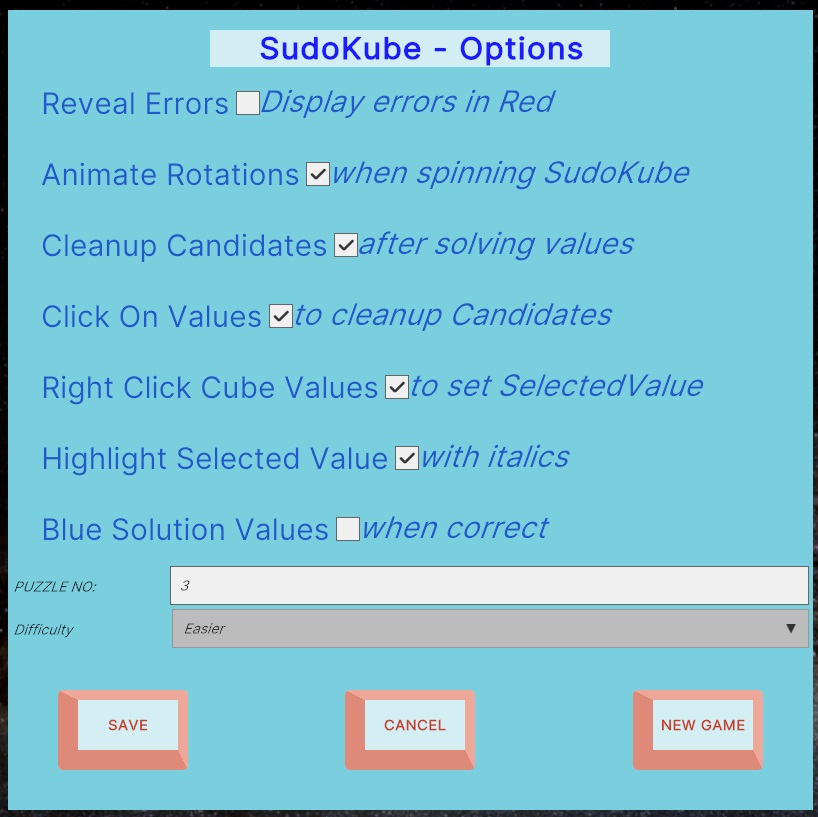 SudoKube - Options
Reveal Errors Display errors in Red
Animate Rotations when spinning SudoKube
Cleanup Candidates after solving values
Click On Values to cleanup Candidates
Right Click Cube Values to set SelectedValue
Highlight Selected Value with italics
Blue Solution Values when correct
PUZZLE NO: 3
Difficulty Easier
SAVE CANCEL NEW GAME